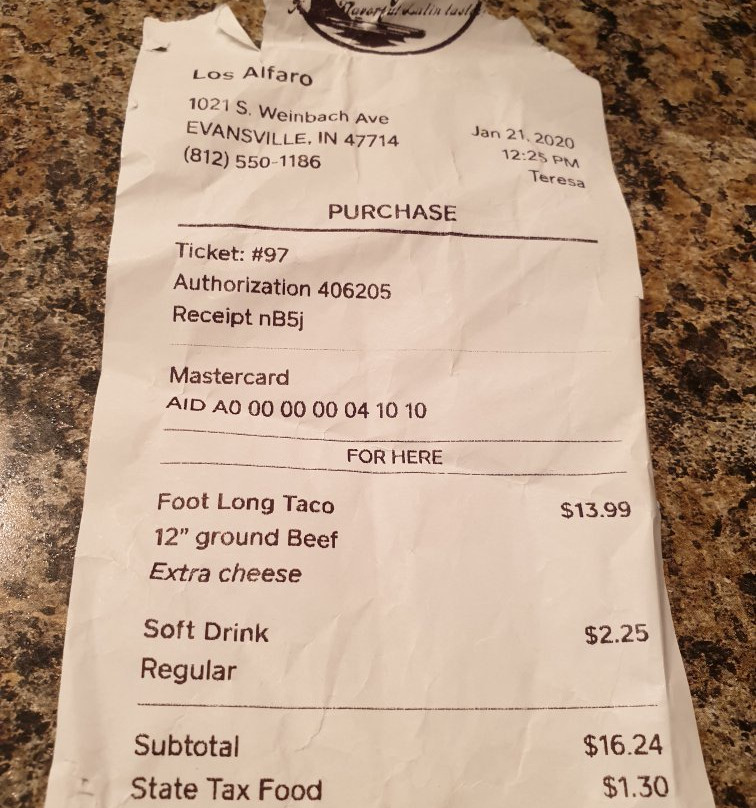 Flavorful Latin taste
Los Alfaro
1021 S. Weinbach Ave
EVANSVILLE, IN 47714
(812) 550-1186
Jan 21, 2020
12:25 PM
Teresa
PURCHASE
Ticket: #97
Authorization 406205
Receipt nB5j
Mastercard
AID A0 00 00 00 04 10 10
FOR HERE
Foot Long Taco $13.99
12” ground Beef
Extra cheese
Soft Drink $2.25
Regular
Subtotal $16.24
State Tax Food $1.30